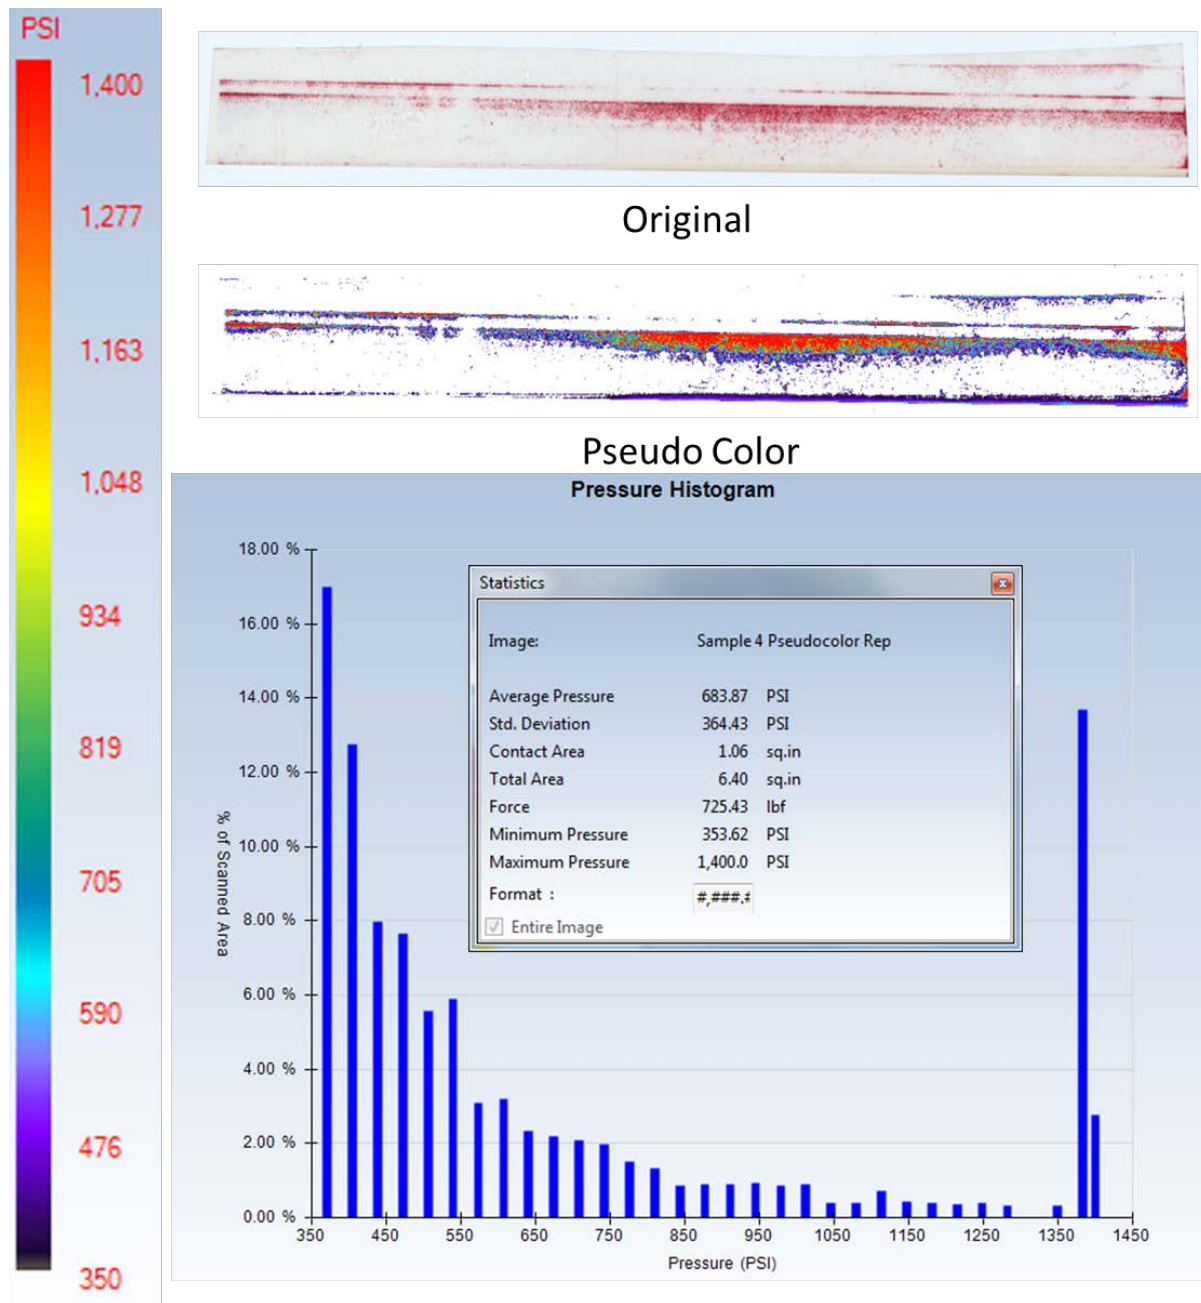 PSI
1,400
1,277
1,163
1,048
934
819
705
590
476
350
Original
Pseudo Color
Pressure Histogram
18.00 %
16.00 %
14.00 %
12.00 %
10.00 %
8.00 %
6.00 %
4.00 %
2.00 %
0.00 %
% of Scanned Area
Statistics
Image: Sample 4 Pseudocolor Rep
Average Pressure 683.87 PSI
Std. Deviation 364.43 PSI
Contact Area 1.06 sq.in
Total Area 6.40 sq.in
Force 725.43 lbf
Minimum Pressure 353.62 PSI
Maximum Pressure 1,400.0 PSI
Format : #,###.#
Entire Image
350 450 550 650 750 850 950 1050 1150 1250 1350 1450
Pressure (PSI)